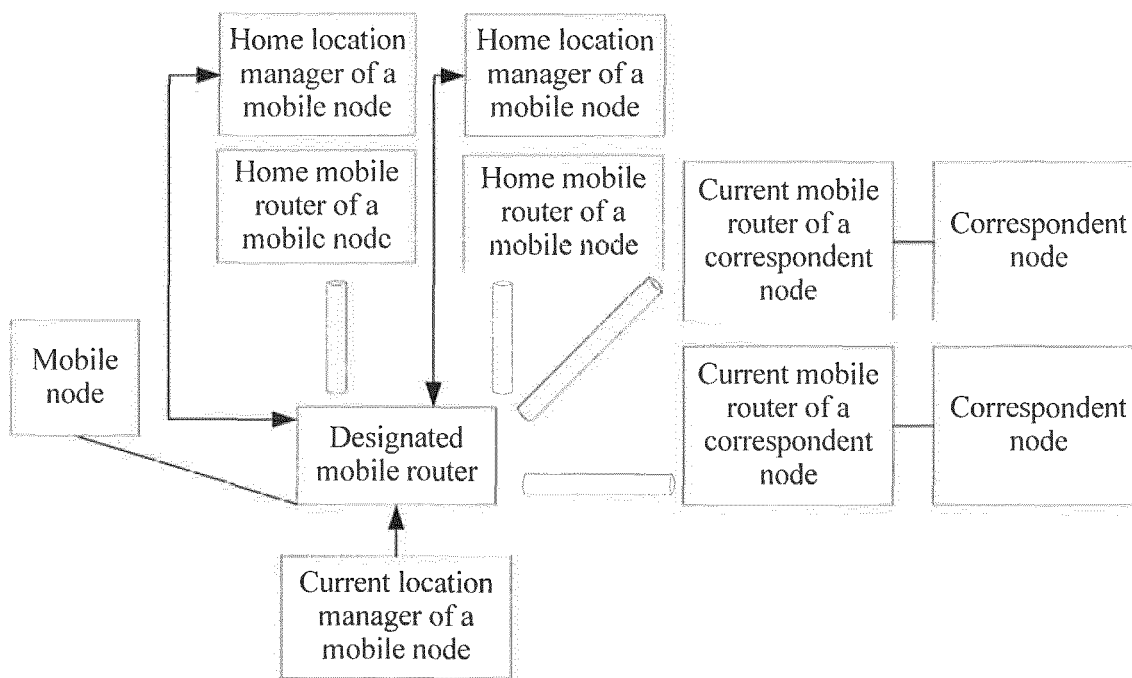 Home location
manager of a
mobile node
Home location
manager of a
mobile node
Home mobile
router of a
mobile node
Home mobile
router of a
mobile node
Current mobile
router of a
correspondent
node
Correspondent
node
Mobile
node
Designated
mobile router
Current mobile
router of a
correspondent
node
Correspondent
node
Current location
manager of a
mobile node